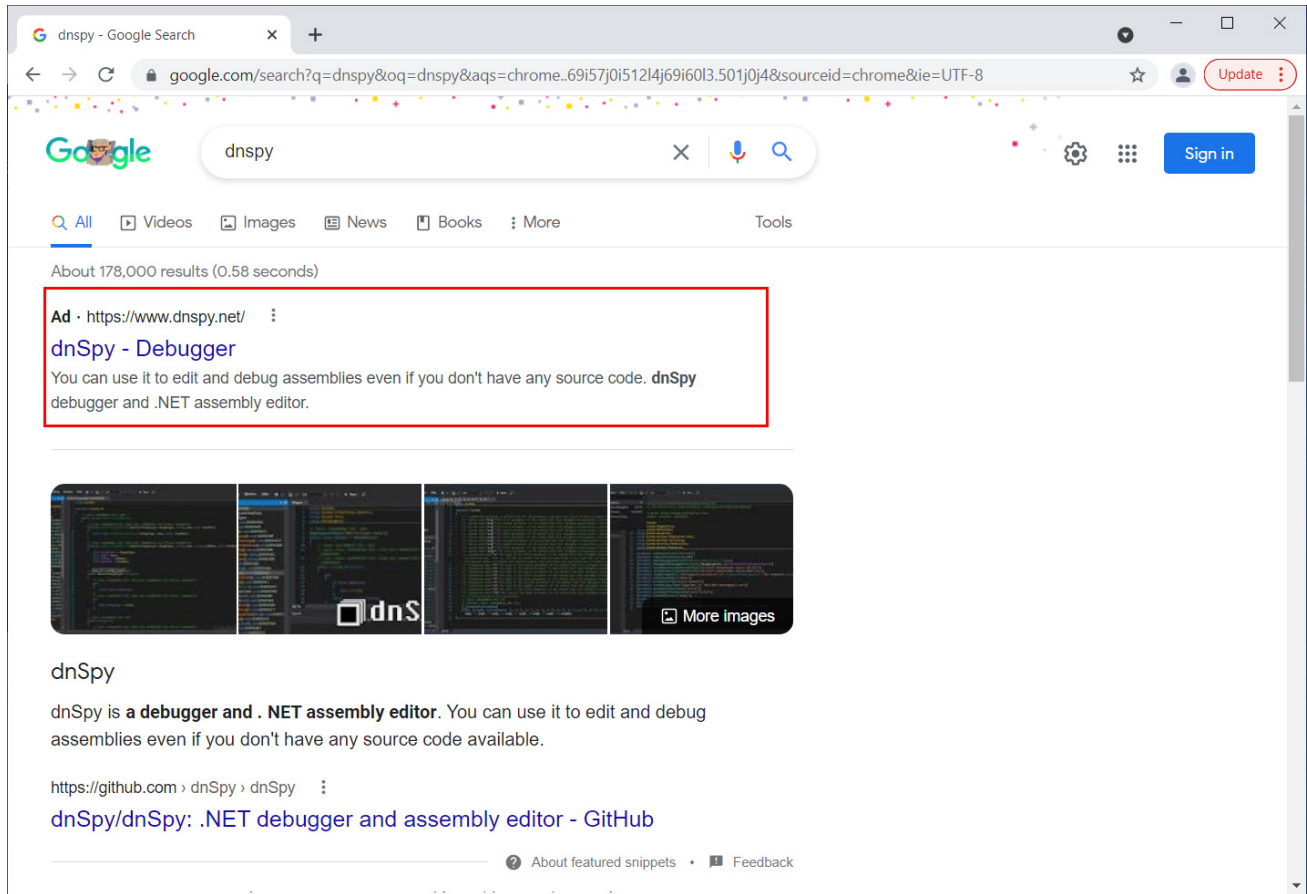 dnspy - Google Search
google.com/search?q=dnspy&oq=dnspy&aqs=chrome..69i57j0i512l4j69i60l3.501j0j4&sourceid=chrome&ie=UTF-8
Update
Google
dnspy
Sign in
All Videos Images News Books More Tools
About 178,000 results (0.58 seconds)
Ad · https://www.dnspy.net/
dnSpy - Debugger
You can use it to edit and debug assemblies even if you don't have any source code. dnSpy
debugger and .NET assembly editor.
dnS
More images
dnSpy
dnSpy is a debugger and . NET assembly editor. You can use it to edit and debug
assemblies even if you don't have any source code available.
https://github.com › dnSpy › dnSpy
dnSpy/dnSpy: .NET debugger and assembly editor - GitHub
About featured snippets • Feedback